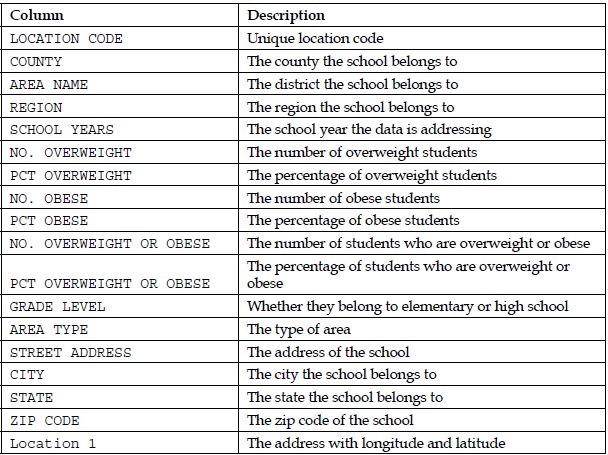 Column Description
LOCATION CODE Unique location code
COUNTY The county the school belongs to
AREA NAME The district the school belongs to
REGION The region the school belongs to
SCHOOL YEARS The school year the data is addressing
NO. OVERWEIGHT The number of overweight students
PCT OVERWEIGHT The percentage of overweight students
NO. OBESE The number of obese students
PCT OBESE The percentage of obese students
NO. OVERWEIGHT OR OBESE The number of students who are overweight or obese
The percentage of students who are overweight or
PCT OVERWEIGHT OR OBESE obese
GRADE LEVEL Whether they belong to elementary or high school
AREA TYPE The type of area
STREET ADDRESS The address of the school
CITY The city the school belongs to
STATE The state the school belongs to
ZIP CODE The zip code of the school
Location 1 The address with longitude and latitude